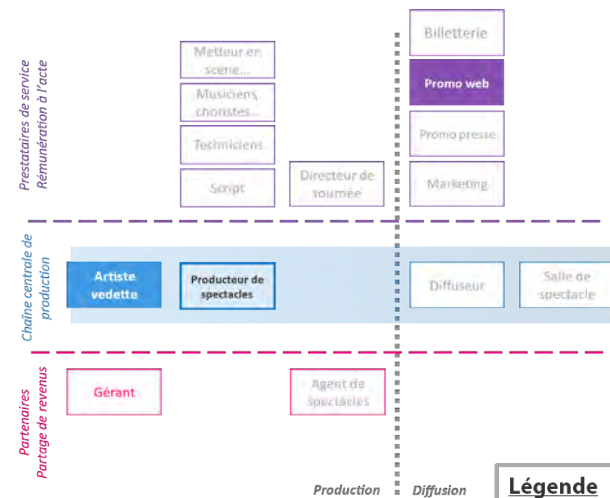 Prestataires de service
Rémunération à l'acte
Metteur en
scène...
Musiciens,
choristes...
Techniciens
Script
Directeur de
tournée
Billetterie
Promo web
Promo presse
Marketing
Chaîne centrale de
production
Artiste
vedette
Producteur de
spectacles
Diffuseur
Salle de
spectacle
Partenaires
Partage de revenus
Gérant
Agent de
spectacles
Production
Diffusion
Légende